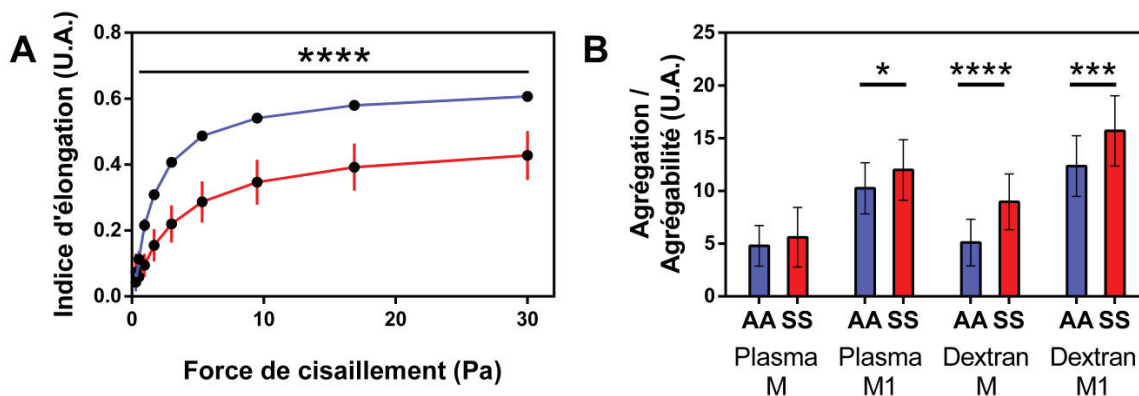 A
Indice d'élongation (U.A.)
0.8
0.6
0.4
0.2
0.0
****
0
10
20
30
Force de cisaillement (Pa)
B
Agrégation /
Agrégabilité (U.A.)
25
20
15
10
5
0
*
****
***
AA SS
AA SS
AA SS
AA SS
Plasma
M
Plasma
M1
Dextran
M
Dextran
M1